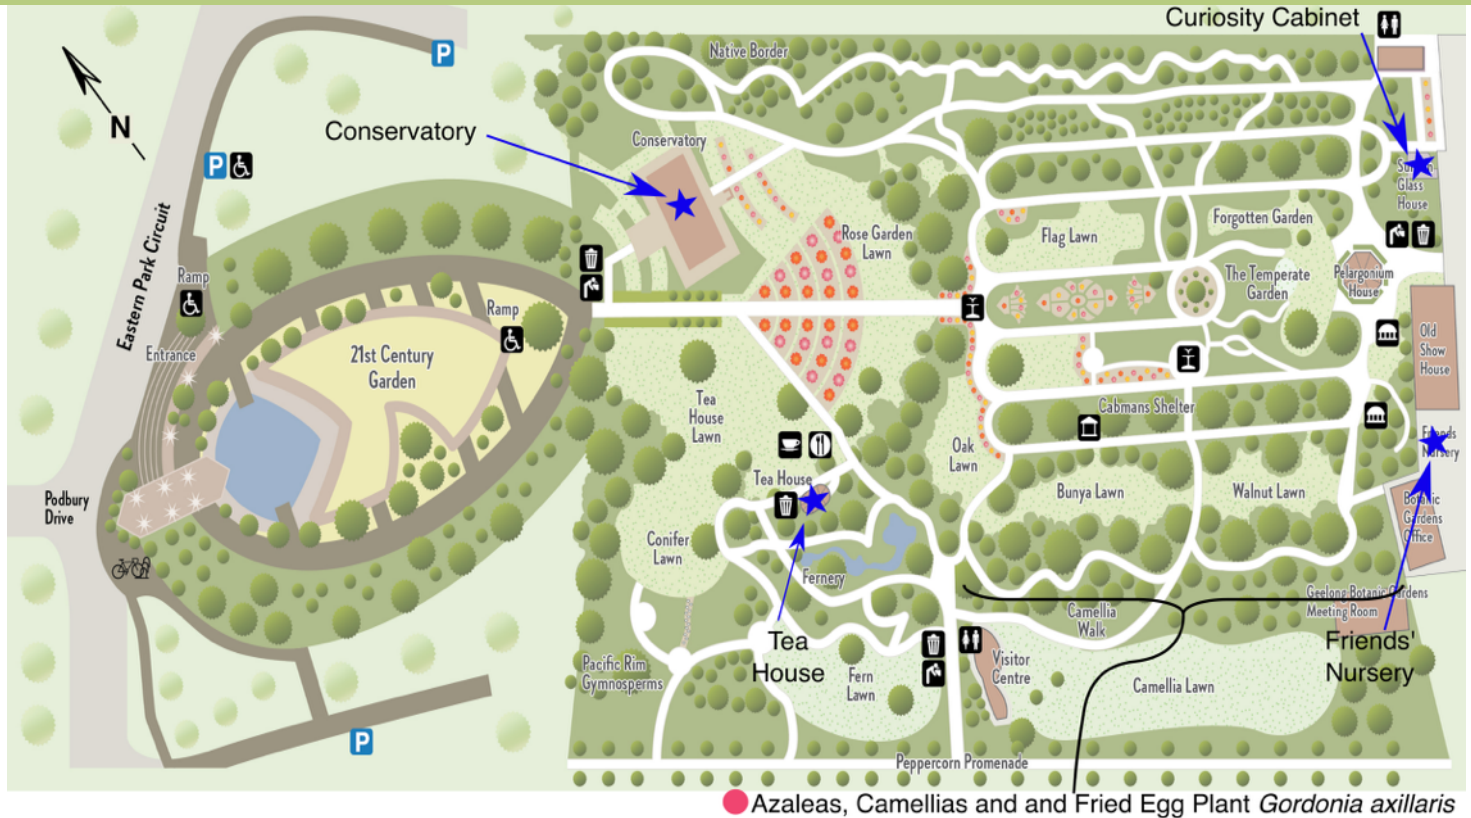 Curiosity Cabinet
Native Border
P
N
Conservatory
Conservatory
P
Glass
House
Eastern Park Circuit
Forgotten Garden
Rose Garden
Lawn
Flag Lawn
Ramp
The Temperate
Garden
Pelargonium
House
Ramp
Entrance
21st Century
Garden
Old
Show
House
Tea
House
Lawn
Cabmans Shelter
Friends
Nursery
Oak
Lawn
Tea House
Bunya Lawn
Walnut Lawn
Podbury
Drive
Botanic
Gardens
Office
Conifer
Lawn
Fernery
Geelong Botanic Gardens
Meeting Room
Camellia
Walk
Tea
House
Friends'
Nursery
Pacific Rim
Gymnosperms
Visitor
Centre
Fern
Lawn
Camellia Lawn
P
Peppercorn Promenade
Azaleas, Camellias and and Fried Egg Plant Gordonia axillaris